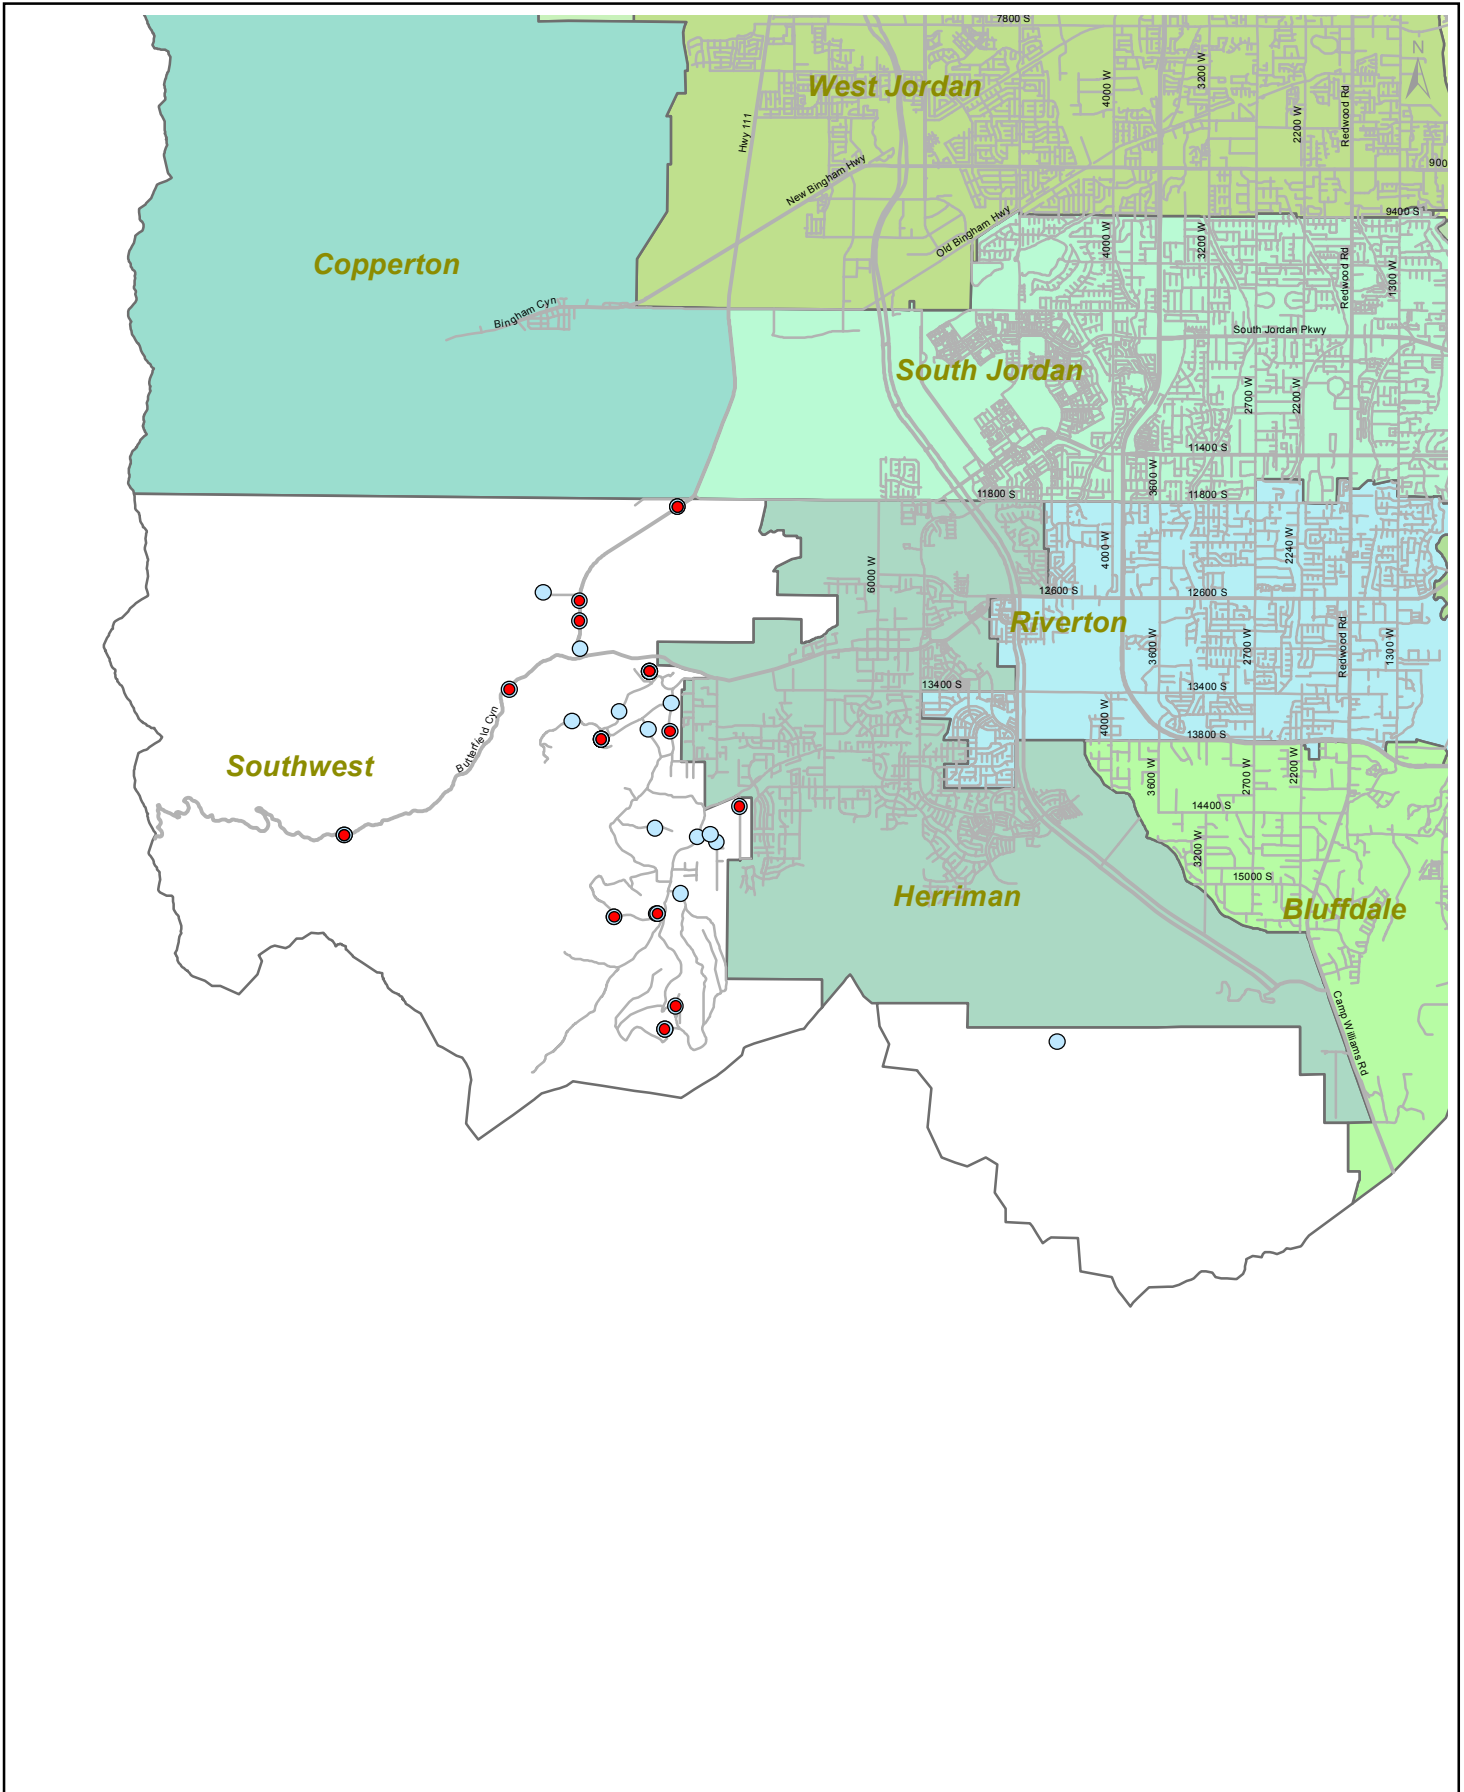 7800 S
N
West Jordan
4000 W
3200 W
2200 W
Redwood Rd
Hwy 111
New Bingham Hwy
900
Old Bingham Hwy
9400 S
4000 W
3200 W
Redwood Rd
1300 W
Copperton
Bingham Cyn
South Jordan Pkwy
South Jordan
2700 W
2200 W
11400 S
3600 W
11800 S
11800 S
4000 W
2240 W
6000 W
12600 S
12600 S
Riverton
3600 W
2700 W
Redwood Rd
1300 W
13400 S
13400 S
4000 W
13800 S
Butterfield Cyn
Southwest
3600 W
2700 W
2200 W
14400 S
3200 W
15000 S
Herriman
Bluffdale
Camp Williams Rd